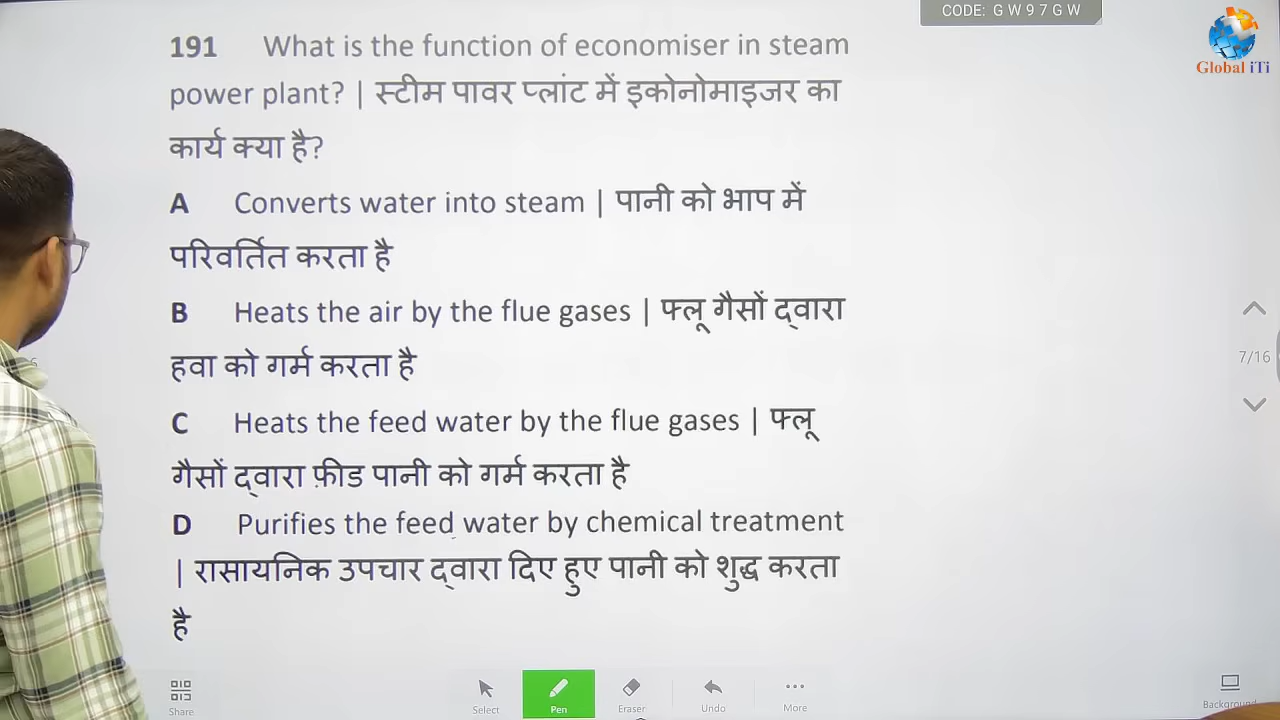 CODE: G W 9 7 G W
Global iTi
191 What is the function of economiser in steam
power plant? | स्टीम पावर प्लांट में इकोनोमाइजर का
कार्य क्या है?
A Converts water into steam | पानी को भाप में
परिवर्तित करता है
B Heats the air by the flue gases | फ्लू गैसों द्वारा
हवा को गर्म करता है
C Heats the feed water by the flue gases | फ्लू
गैसों द्वारा फ़ीड पानी को गर्म करता है
D Purifies the feed water by chemical treatment
| रासायनिक उपचार द्वारा दिए हुए पानी को शुद्ध करता
है
7/16
Share
Select
Pen
Eraser
Undo
More